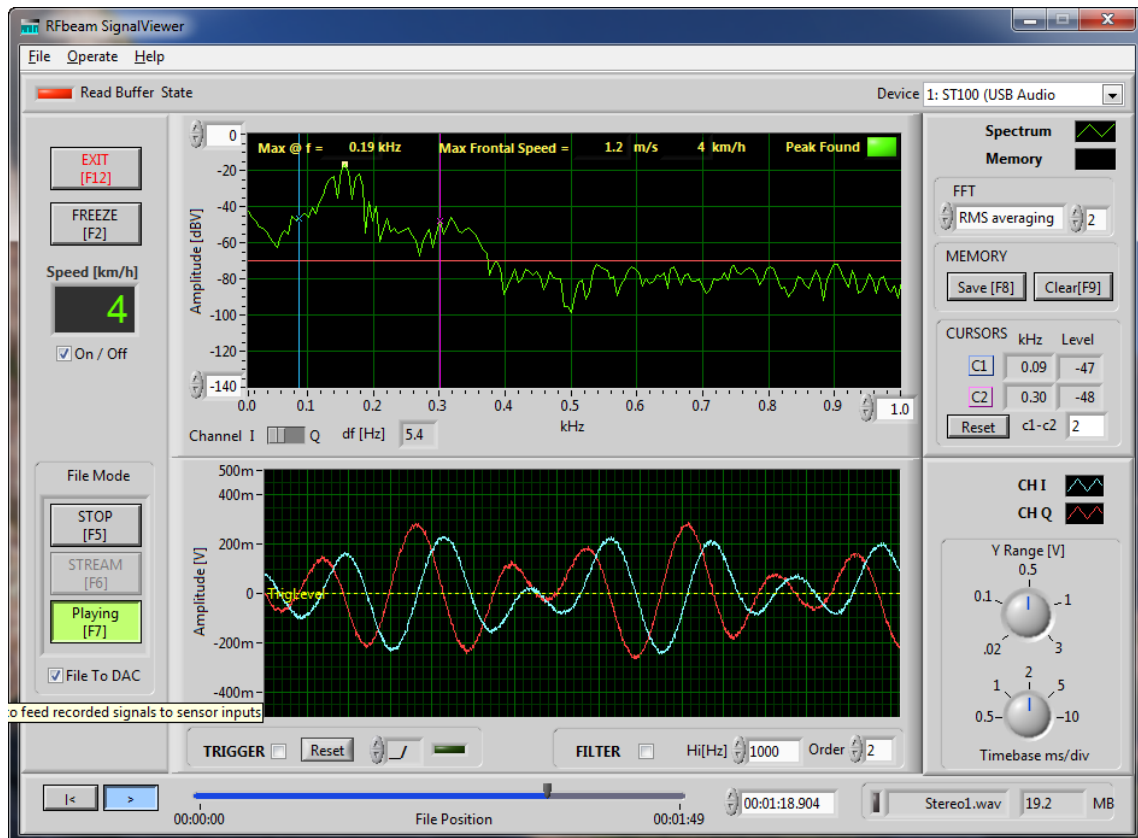 RFbeam SignalViewer
File Operate Help
Read Buffer State
Device 1: ST100 (USB Audio
EXIT
[F12]
FREEZE
[F2]
Speed [km/h]
4
On / Off
Max @ f = 0.19 kHz Max Frontal Speed = 1.2 m/s 4 km/h Peak Found
Amplitude [dBV]
0
-20
-40
-60
-80
-100
-120
-140
0.0 0.1 0.2 0.3 0.4 0.5 0.6 0.7 0.8 0.9 1.0
kHz
Channel I Q df [Hz] 5.4
Spectrum
Memory
FFT
RMS averaging 2
MEMORY
Save [F8] Clear[F9]
CURSORS kHz Level
C1 0.09 -47
C2 0.30 -48
Reset c1-c2 2
File Mode
STOP
[F5]
STREAM
[F6]
Playing
[F7]
File To DAC
to feed recorded signals to sensor inputs
Amplitude [V]
500m
400m
200m
0
-200m
-400m
TrigLevel
TRIGGER Reset FILTER Hi[Hz] 1000 Order 2
CH I
CH Q
Y Range [V]
0.5
0.1 1
.02 3
2
1 5
0.5 10
Timebase ms/div
|< >
00:00:00 File Position 00:01:49
00:01:18.904
Stereo1.wav 19.2 MB